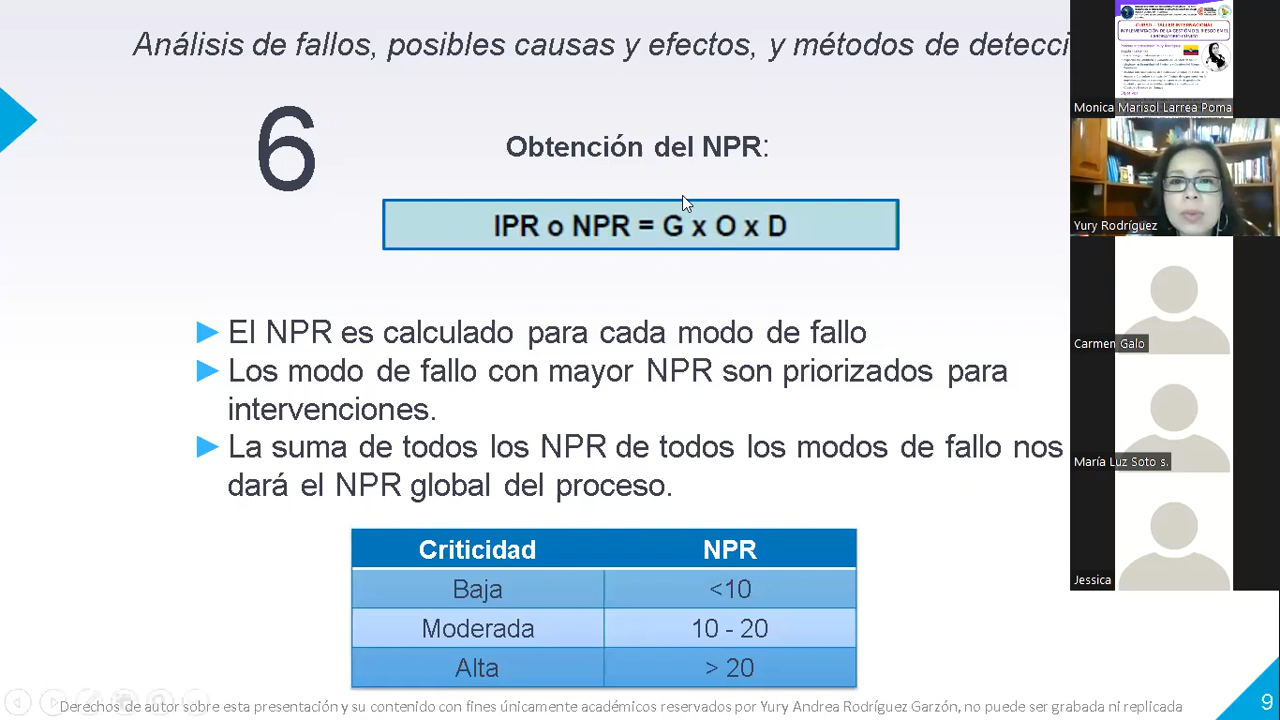 Análisis de fallos, posibles causas y efectos, y métodos de detecci
6
Obtención del NPR:
IPR o NPR = G x O x D
El NPR es calculado para cada modo de fallo
Los modo de fallo con mayor NPR son priorizados para
intervenciones.
La suma de todos los NPR de todos los modos de fallo nos
dará el NPR global del proceso.
Criticidad NPR
Baja <10
Moderada 10 - 20
Alta > 20
Derechos de autor sobre esta presentación y su contenido con fines únicamente académicos reservados por Yury Andrea Rodríguez Garzón, no puede ser grabada ni replicada
9
CURSO - TALLER INTERNACIONAL
Monica Marisol Larrea Poma
Yury Rodríguez
Carmen Galo
María Luz Soto s.
Jessica